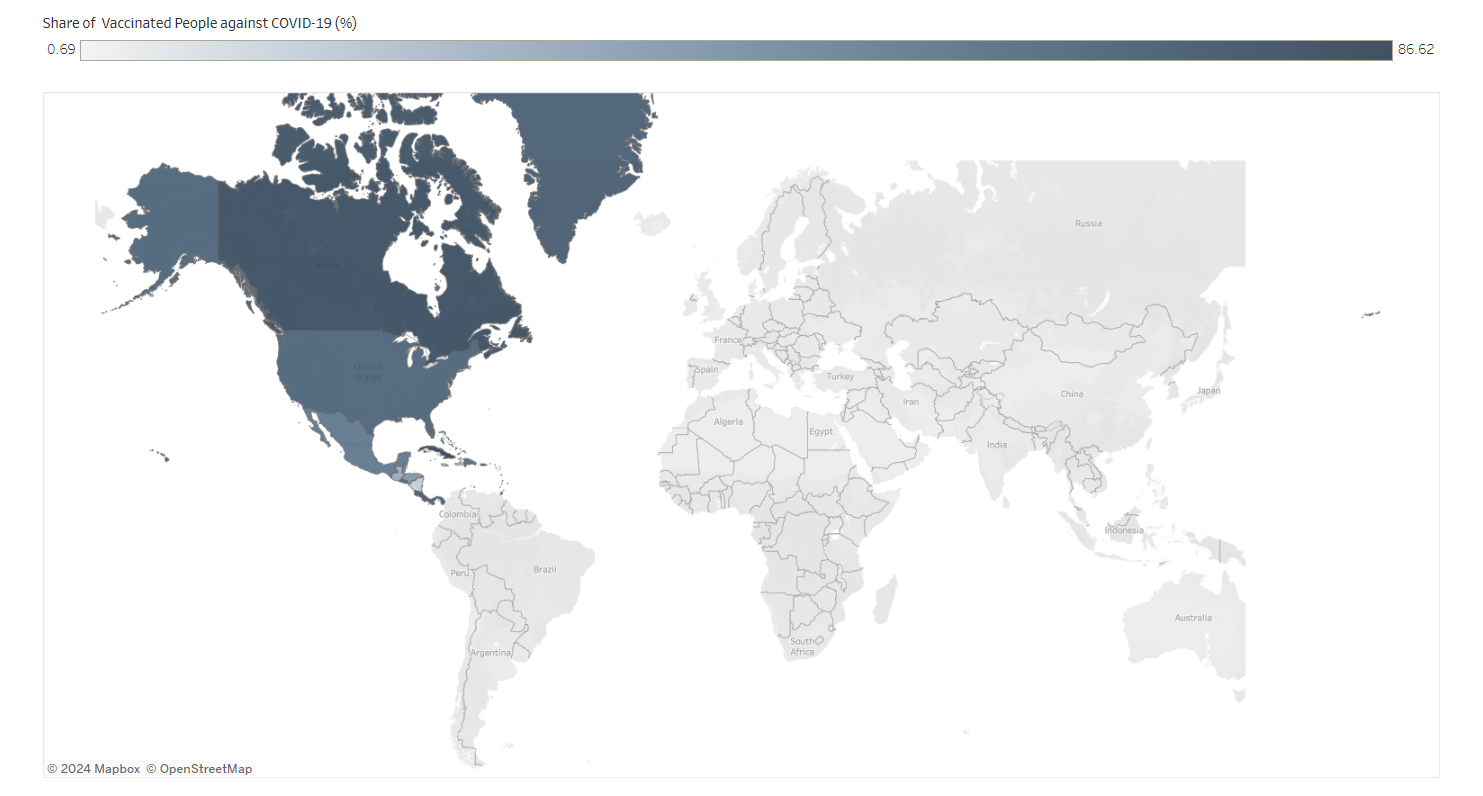 Share of Vaccinated People against COVID-19 (%)
0.69
86.62
Russia
Canada
France
United
States
Spain
Turkey
Japan
China
Iran
Algeria
Egypt
Mexico
India
Colombia
Indonesia
Brazil
Peru
Australia
South
Africa
Argentina
© 2024 Mapbox © OpenStreetMap